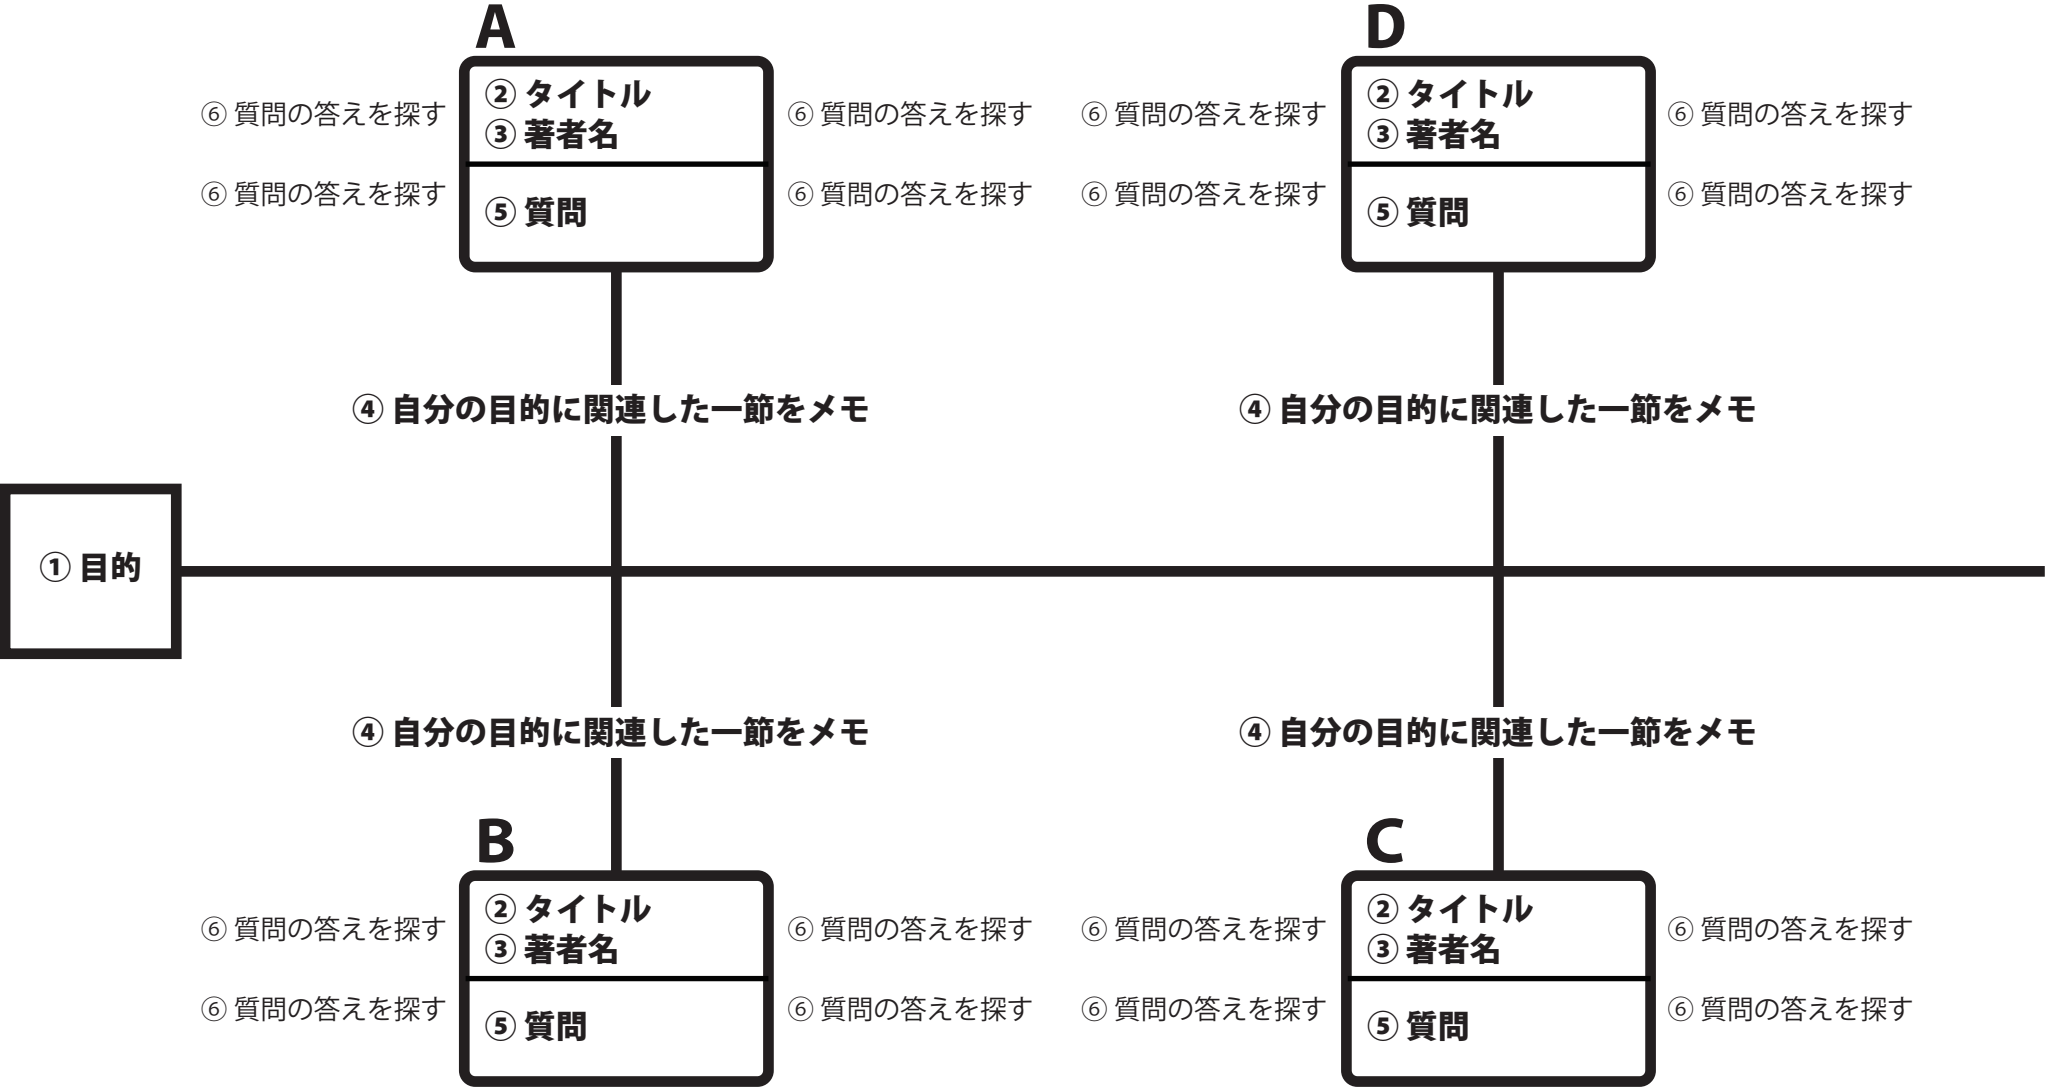 A
② タイトル
③ 著者名
⑤ 質問
⑥ 質問の答えを探す
⑥ 質問の答えを探す
⑥ 質問の答えを探す
⑥ 質問の答えを探す
④ 自分の目的に関連した一節をメモ
D
② タイトル
③ 著者名
⑤ 質問
⑥ 質問の答えを探す
⑥ 質問の答えを探す
⑥ 質問の答えを探す
⑥ 質問の答えを探す
④ 自分の目的に関連した一節をメモ
① 目的
④ 自分の目的に関連した一節をメモ
B
② タイトル
③ 著者名
⑤ 質問
⑥ 質問の答えを探す
⑥ 質問の答えを探す
⑥ 質問の答えを探す
⑥ 質問の答えを探す
④ 自分の目的に関連した一節をメモ
C
② タイトル
③ 著者名
⑤ 質問
⑥ 質問の答えを探す
⑥ 質問の答えを探す
⑥ 質問の答えを探す
⑥ 質問の答えを探す